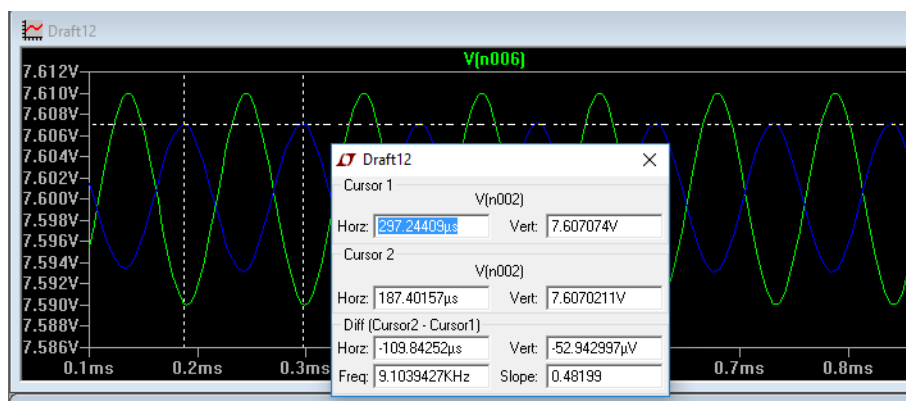 Draft12
V(n006)
7.612V
7.610V
7.608V
7.606V
7.604V
7.602V
7.600V
7.598V
7.596V
7.594V
7.592V
7.590V
7.588V
7.586V
0.1ms 0.2ms 0.3ms 0.7ms 0.8ms
Draft12
Cursor 1
V(n002)
Horz: 297.24409µs Vert: 7.607074V
Cursor 2
V(n002)
Horz: 187.40157µs Vert: 7.6070211V
Diff (Cursor2 - Cursor1)
Horz: -109.84252µs Vert: -52.942997µV
Freq: 9.1039427KHz Slope: 0.48199